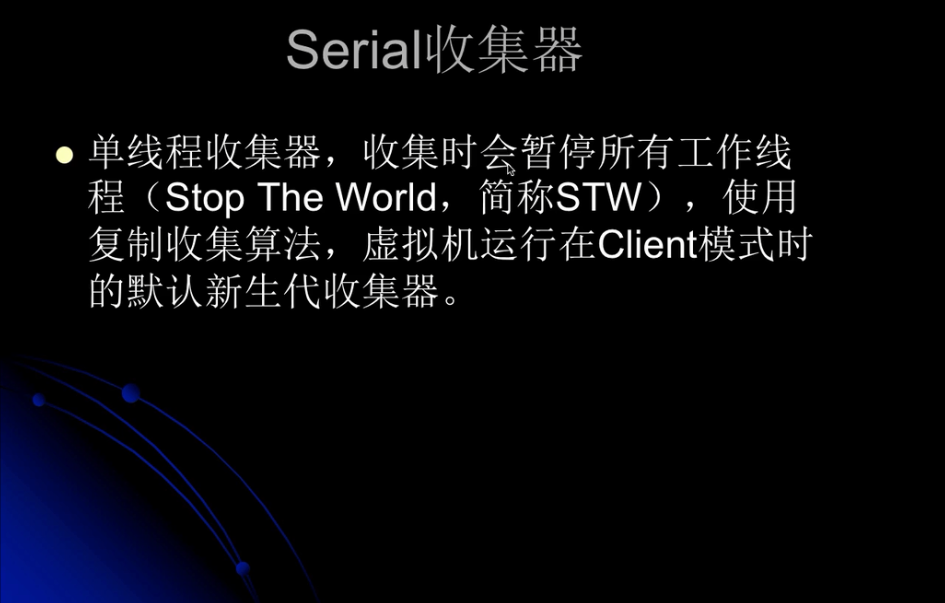 Serial收集器
单线程收集器，收集时会暂停所有工作线
程（Stop The World，简称STW），使用
复制收集算法，虚拟机运行在Client模式时
的默认新生代收集器。